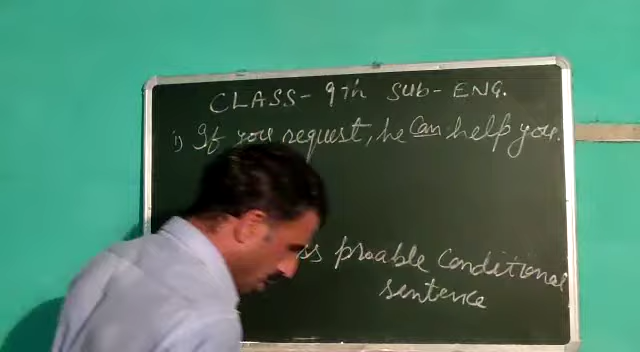 CLASS - 9th Sub - ENG.
1) If you request, he can help you.
ss proable Conditional
sentence